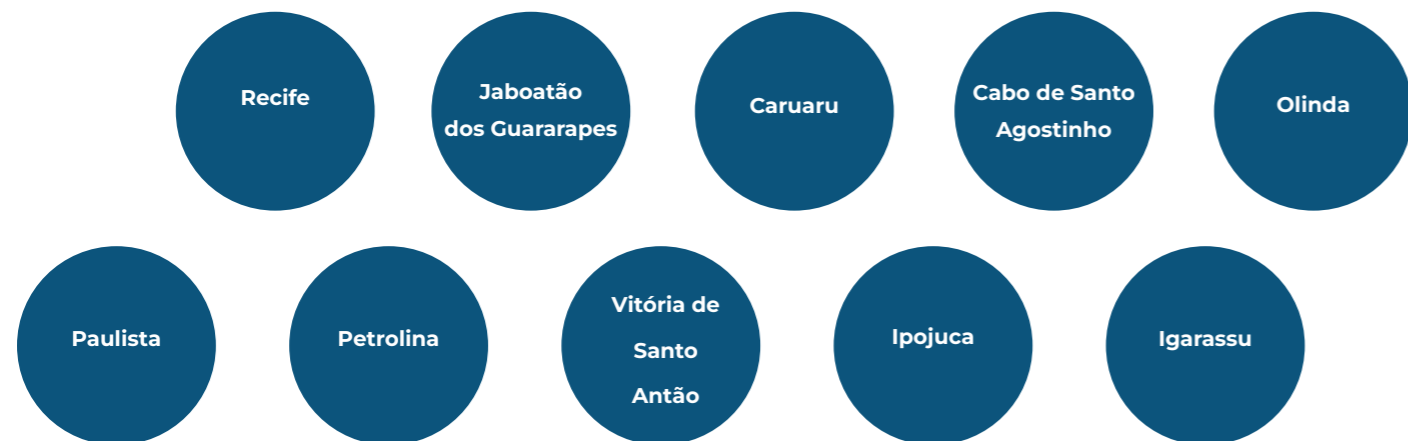 Recife
Jaboatão
dos Guararapes
Caruaru
Cabo de Santo
Agostinho
Olinda
Paulista
Petrolina
Vitória de
Santo
Antão
Ipojuca
Igarassu